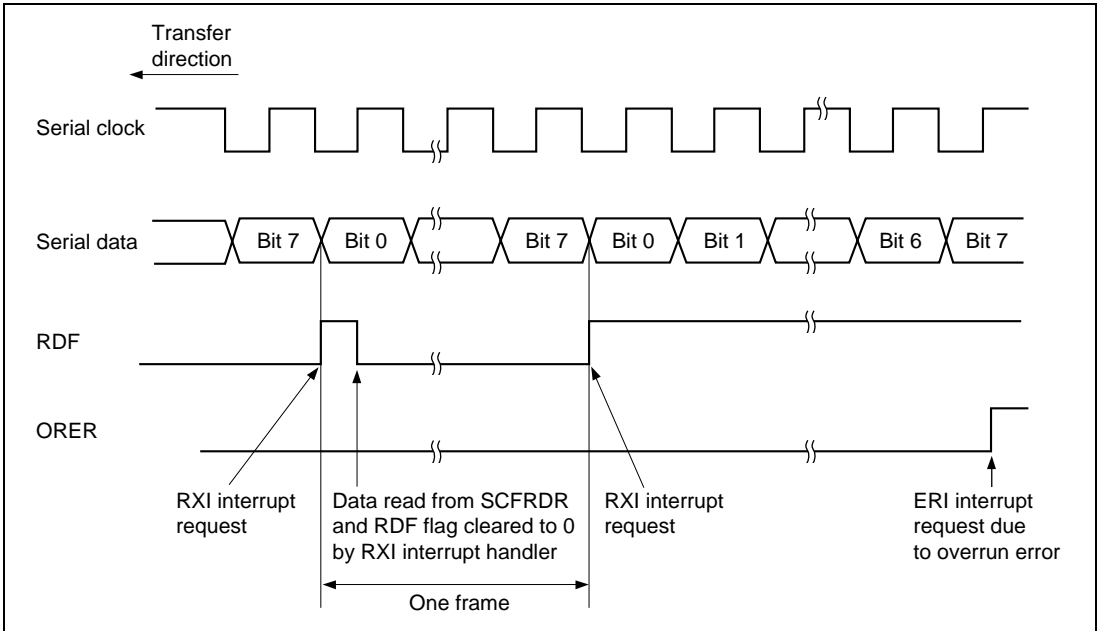 Transfer
direction
Serial clock
Serial data
Bit 7
Bit 0
Bit 7
Bit 0
Bit 1
Bit 6
Bit 7
RDF
ORER
RXI interrupt
request
Data read from SCFRDR
and RDF flag cleared to 0
by RXI interrupt handler
RXI interrupt
request
ERI interrupt
request due
to overrun error
One frame